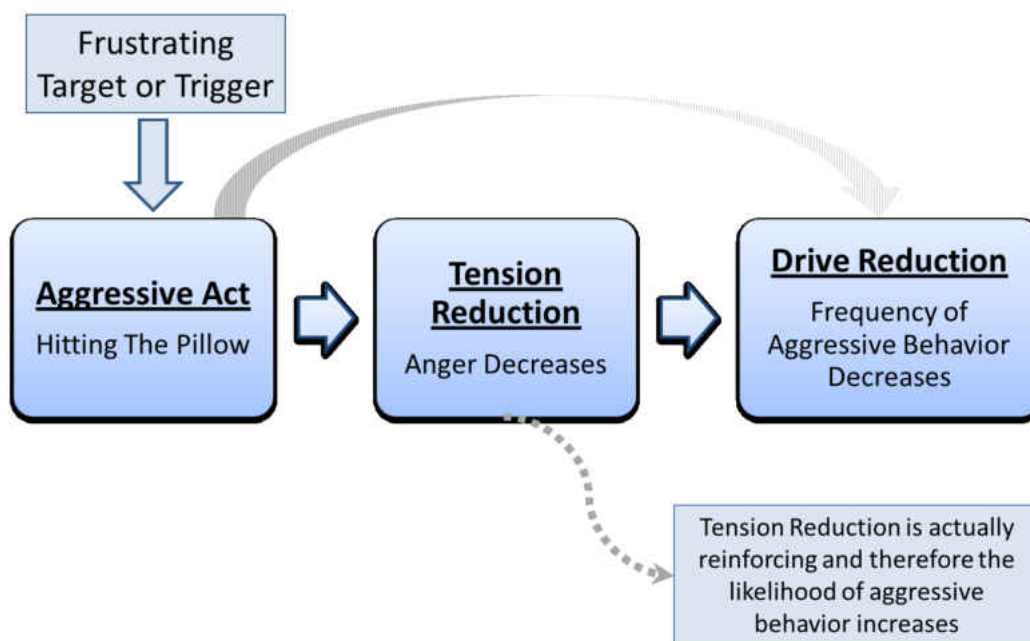 Frustrating
Target or Trigger
Aggressive Act
Hitting The Pillow
Tension
Reduction
Anger Decreases
Drive Reduction
Frequency of
Aggressive Behavior
Decreases
Tension Reduction is actually
reinforcing and therefore the
likelihood of aggressive
behavior increases